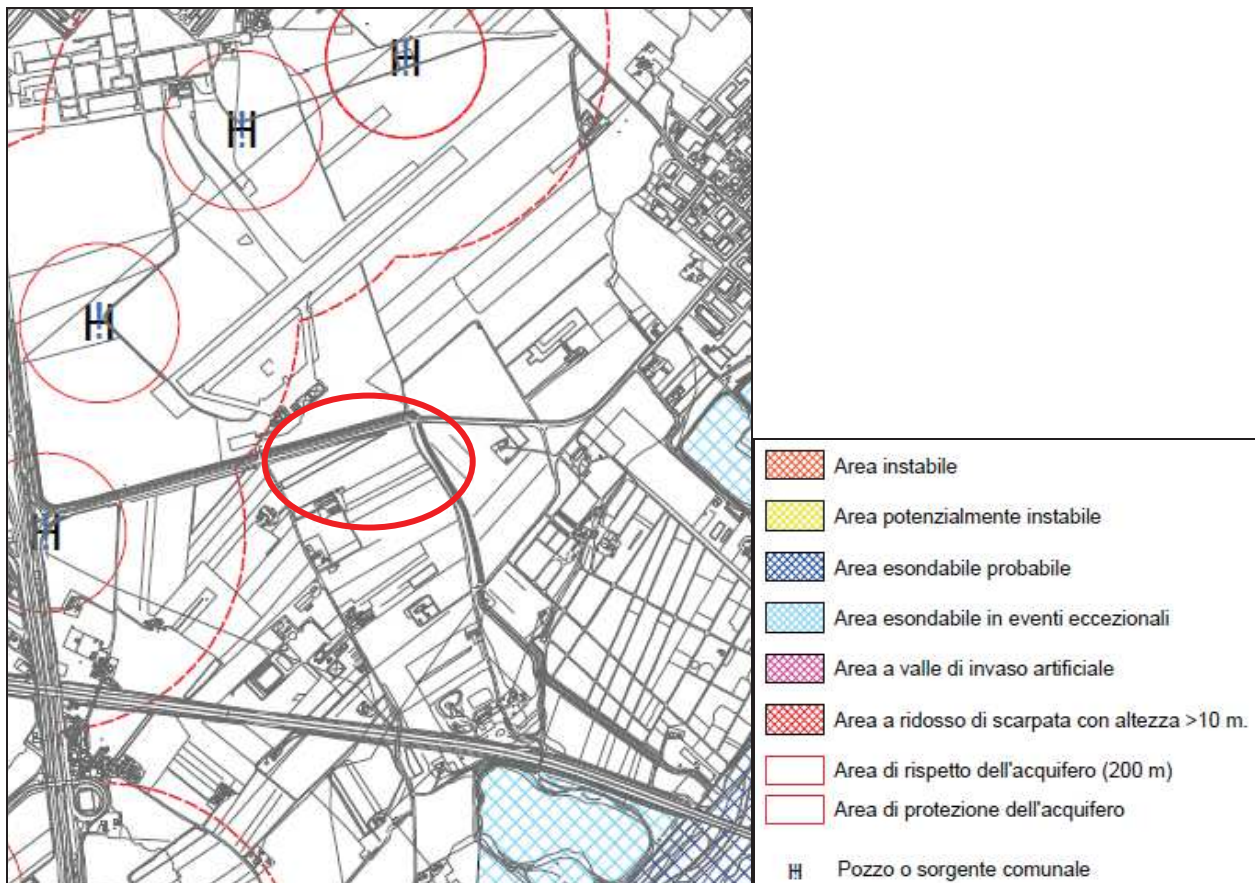 Area instabile
Area potenzialmente instabile
Area esondabile probabile
Area esondabile in eventi eccezionali
Area a valle di invaso artificiale
Area a ridosso di scarpata con altezza >10 m.
Area di rispetto dell'acquifero (200 m)
Area di protezione dell'acquifero
Pozzo o sorgente comunale